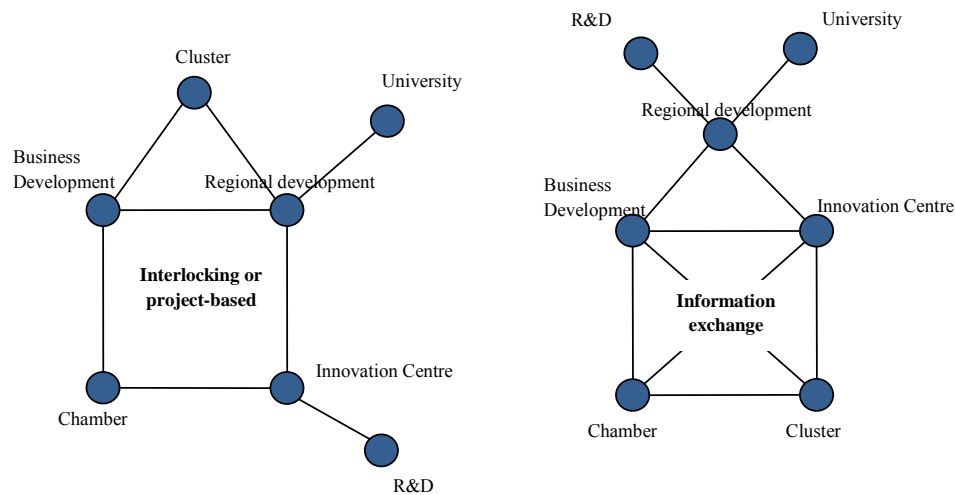 Cluster
University
Business
Development
Regional development
Interlocking or
project-based
Innovation Centre
Chamber
R&D
R&D
University
Regional development
Business
Development
Innovation Centre
Information
exchange
Chamber
Cluster